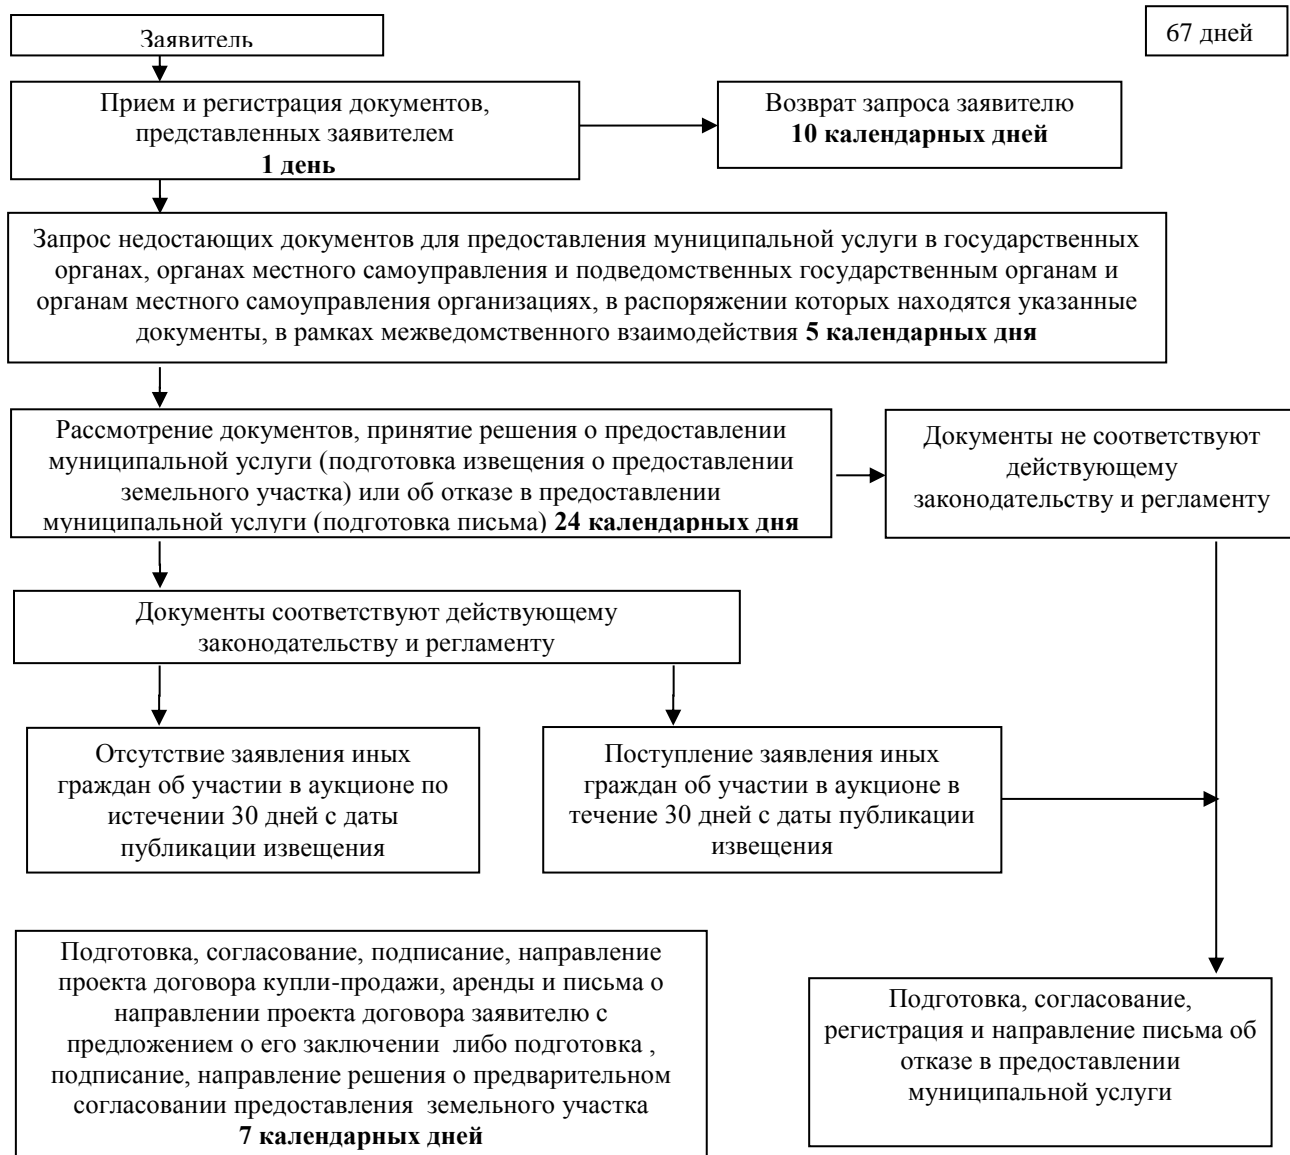 Заявитель
67 дней
Прием и регистрация документов,
представленных заявителем
1 день
Возврат запроса заявителю
10 календарных дней
Запрос недостающих документов для предоставления муниципальной услуги в государственных
органах, органах местного самоуправления и подведомственных государственным органам и
органам местного самоуправления организациях, в распоряжении которых находятся указанные
документы, в рамках межведомственного взаимодействия 5 календарных дня
Рассмотрение документов, принятие решения о предоставлении
муниципальной услуги (подготовка извещения о предоставлении
земельного участка) или об отказе в предоставлении
муниципальной услуги (подготовка письма) 24 календарных дня
Документы не соответствуют
действующему
законодательству и регламенту
Документы соответствуют действующему
законодательству и регламенту
Отсутствие заявления иных
граждан об участии в аукционе по
истечении 30 дней с даты
публикации извещения
Поступление заявления иных
граждан об участии в аукционе в
течение 30 дней с даты публикации
извещения
Подготовка, согласование, подписание, направление
проекта договора купли-продажи, аренды и письма о
направлении проекта договора заявителю с
предложением о его заключении либо подготовка ,
подписание, направление решения о предварительном
согласовании предоставления земельного участка
7 календарных дней
Подготовка, согласование,
регистрация и направление письма об
отказе в предоставлении
муниципальной услуги